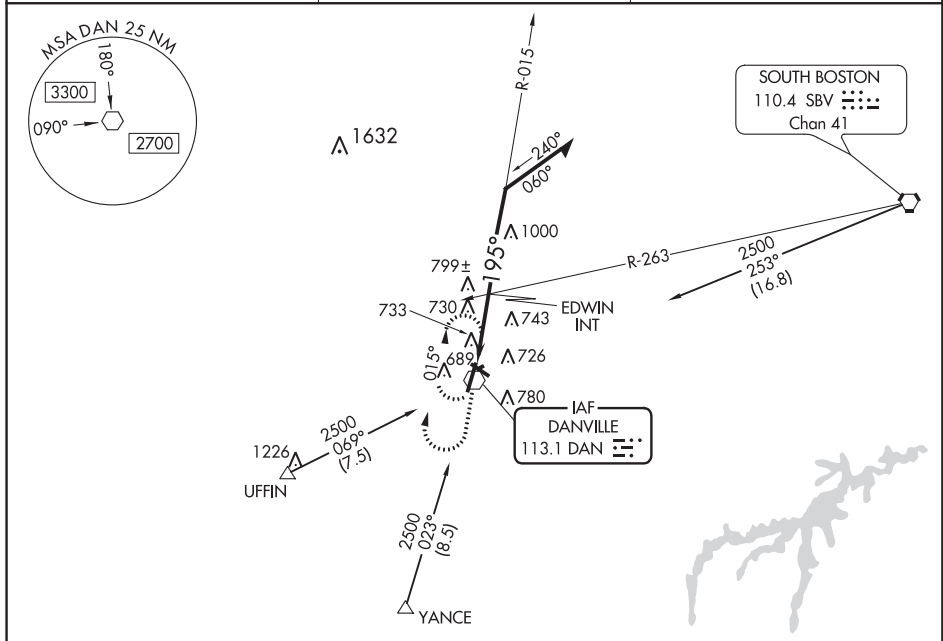 MSA DAN 25 NM
180°
3300
090°
2700
1632
R-015
240°
060°
SOUTH BOSTON
110.4 SBV
Chan 41
1000
195°
R-263
2500
253°
(16.8)
799±
730
EDWIN
INT
733
743
689
726
015°
780
IAF
DANVILLE
113.1 DAN
2500
069°
(7.5)
1226
UFFIN
2500
023°
(8.5)
YANCE